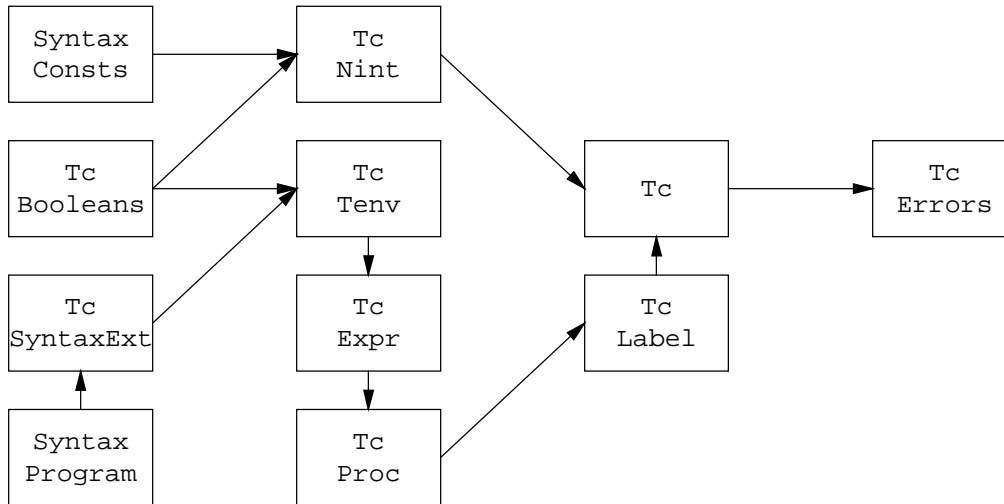 Syntax
Consts
Tc
Nint
Tc
Booleans
Tc
Tenv
Tc
Tc
Errors
Tc
SyntaxExt
Tc
Expr
Tc
Label
Syntax
Program
Tc
Proc